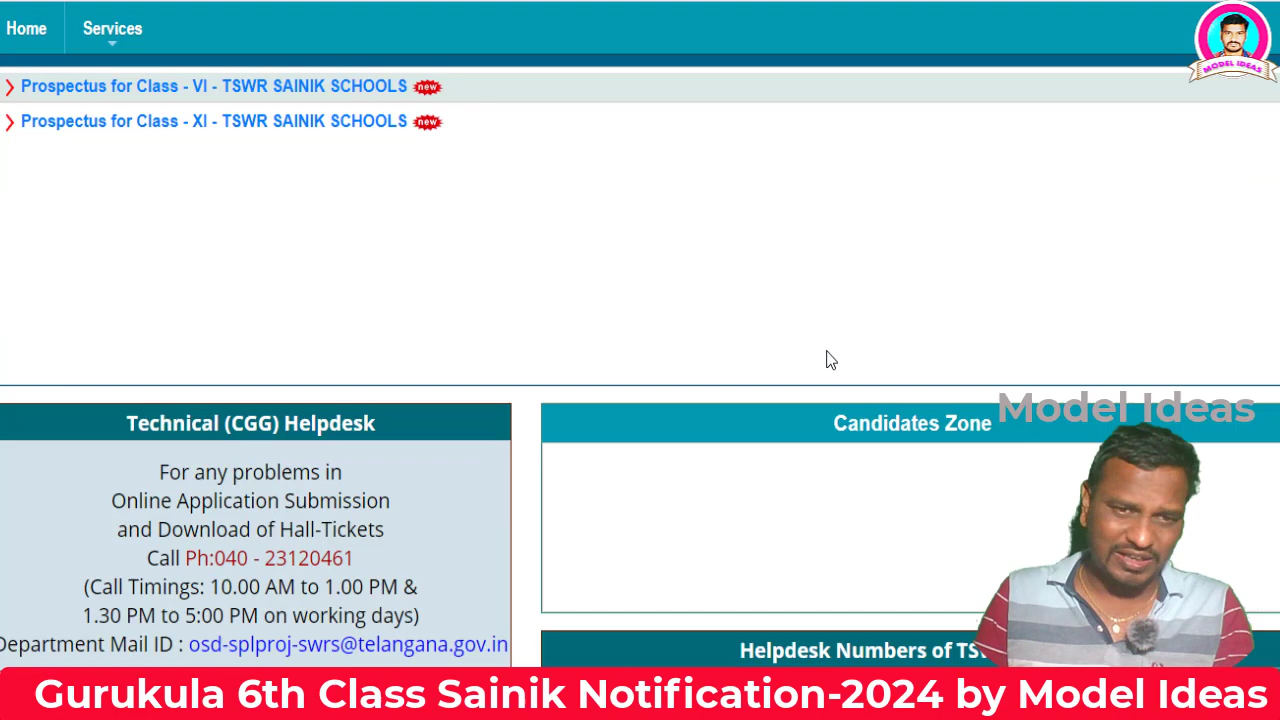 Home Services
MODEL IDEAS
Prospectus for Class - VI - TSWR SAINIK SCHOOLS new
Prospectus for Class - XI - TSWR SAINIK SCHOOLS new
Technical (CGG) Helpdesk
For any problems in
Online Application Submission
and Download of Hall-Tickets
Call Ph:040 - 23120461
(Call Timings: 10.00 AM to 1.00 PM &
1.30 PM to 5:00 PM on working days)
Department Mail ID : osd-splproj-swrs@telangana.gov.in
Candidates Zone
Model Ideas
Helpdesk Numbers of
Gurukula 6th Class Sainik Notification-2024 by Model Ideas